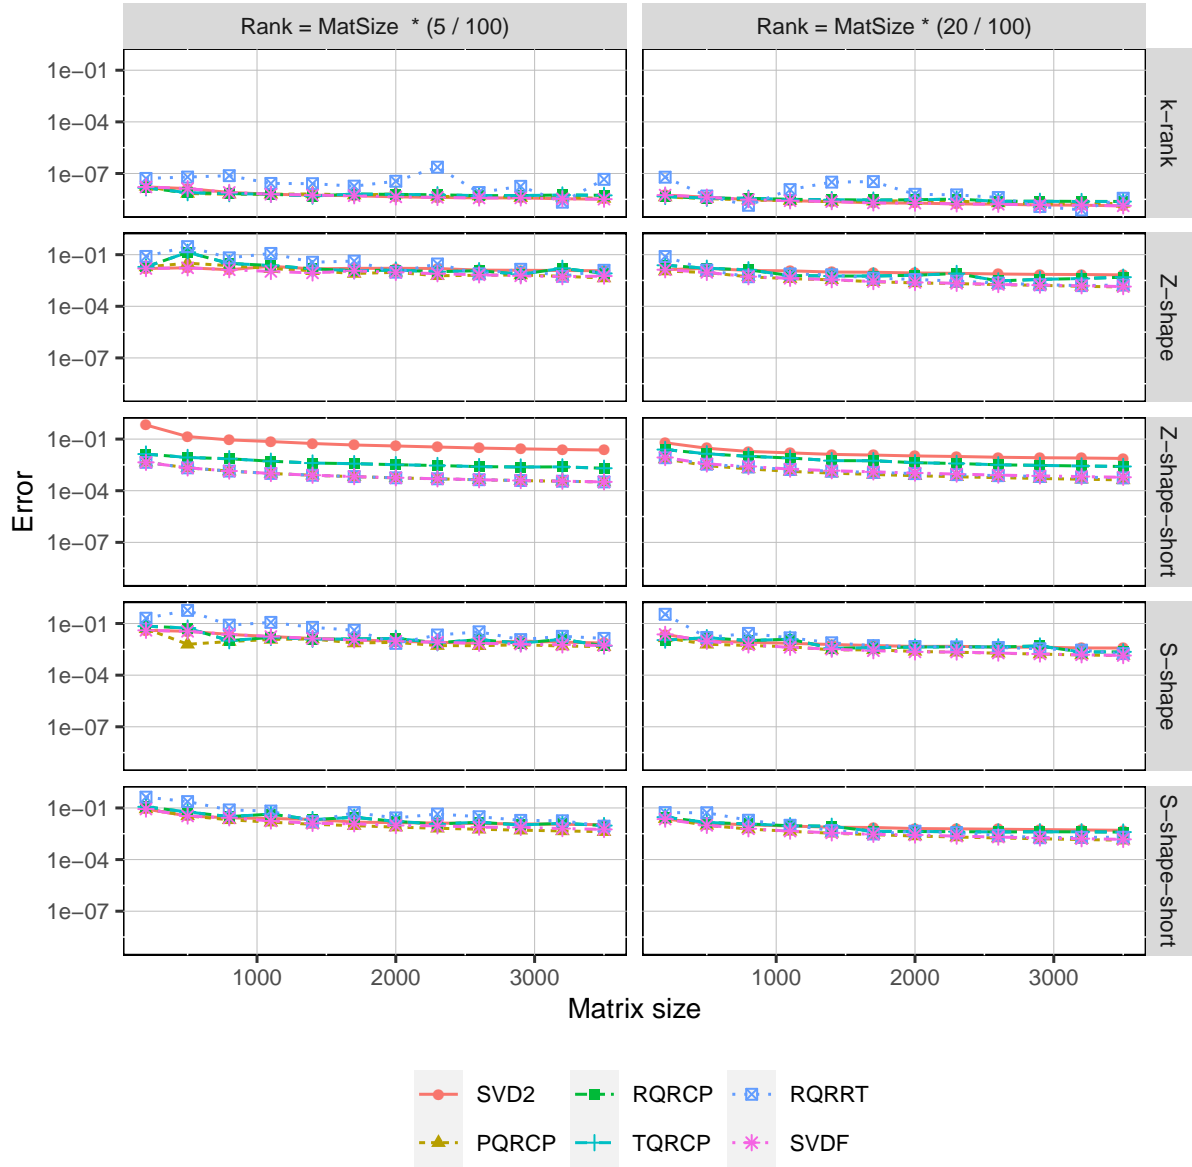 Rank = MatSize * (5 / 100)
Rank = MatSize * (20 / 100)
1e−01
1e−04
1e−07
k−rank
1e−01
1e−04
1e−07
Z−shape
1e−01
1e−04
1e−07
Z−shape−short
1e−01
1e−04
1e−07
S−shape
1e−01
1e−04
1e−07
S−shape−short
Error
1000
2000
3000
1000
2000
3000
Matrix size
SVD2
RQRCP
RQRRT
PQRCP
TQRCP
SVDF